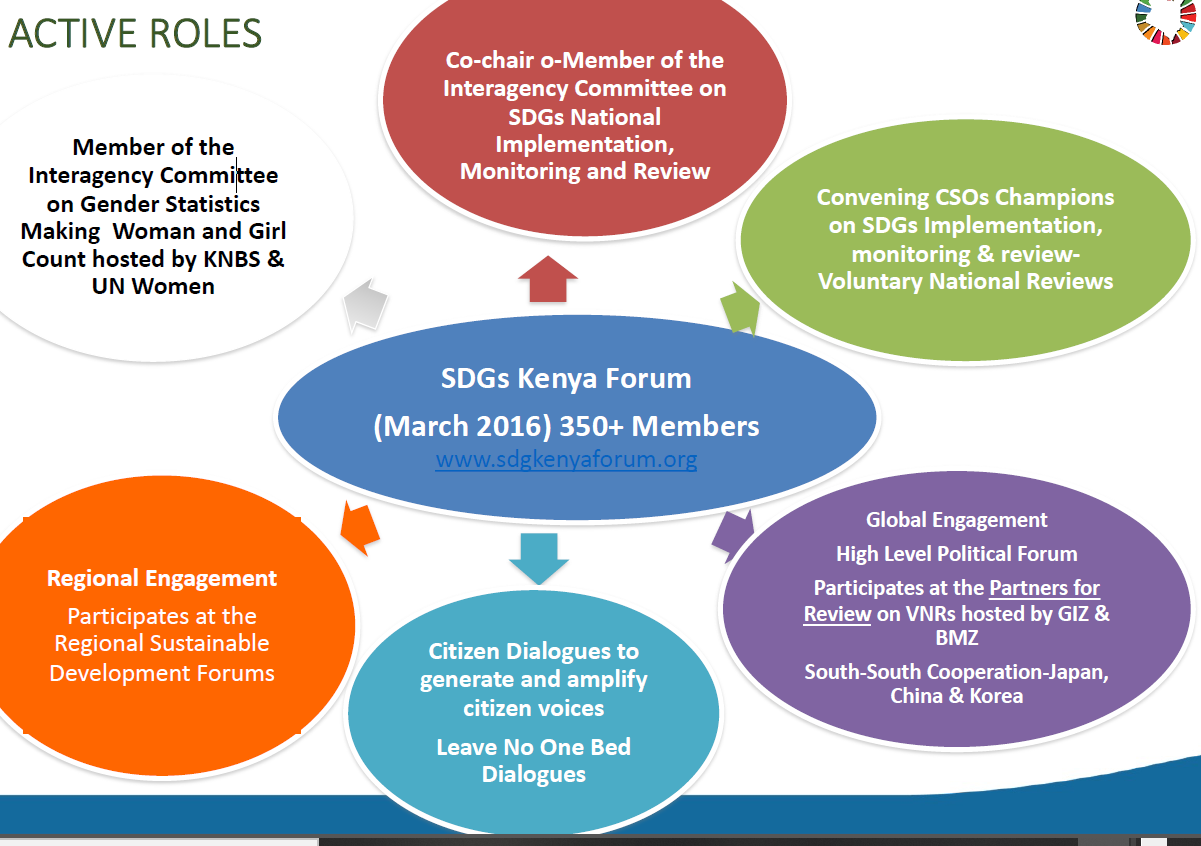 ACTIVE ROLES
Co-chair o-Member of the
Interagency Committee on
SDGs National
Implementation,
Monitoring and Review
Member of the
Interagency Committee
on Gender Statistics
Making  Woman and Girl
Count hosted by KNBS &
UN Women
Convening CSOs Champions
on SDGs Implementation,
monitoring & review-
Voluntary National Reviews
SDGs Kenya Forum
(March 2016) 350+ Members
www.sdgkenyaforum.org
Regional Engagement
Participates at the
Regional Sustainable
Development Forums
Citizen Dialogues to
generate and amplify
citizen voices
Leave No One Bed
Dialogues
Global Engagement
High Level Political Forum
Participates at the Partners for
Review on VNRs hosted by GIZ &
BMZ
South-South Cooperation-Japan,
China & Korea